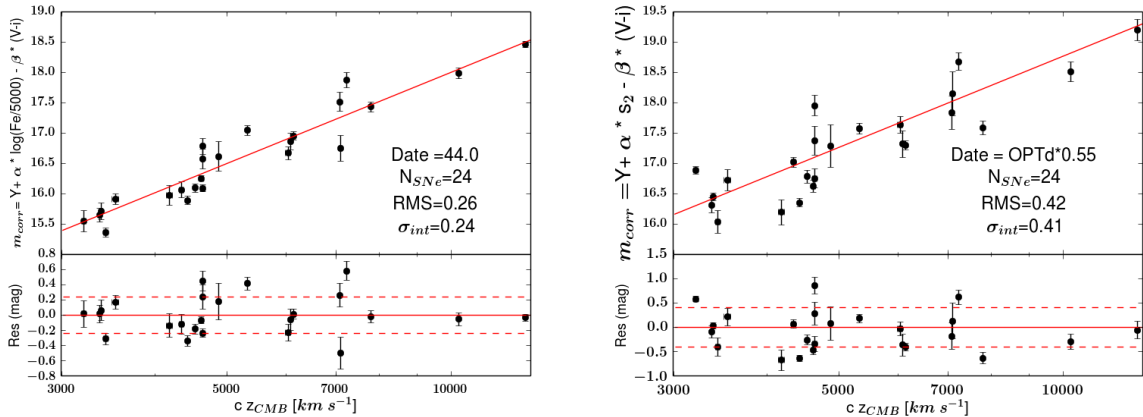 19.0
18.5
18.0
17.5
17.0
16.5
16.0
15.5
m_corr = Y+ α * log(Fe/5000) - β * (V-i)
Date =44.0
N_SNe=24
RMS=0.26
σ_int=0.24
0.8
0.6
0.4
0.2
0.0
−0.2
−0.4
−0.6
−0.8
Res (mag)
3000
5000
7000
10000
c z_CMB [km s⁻¹]
19.5
19.0
18.5
18.0
17.5
17.0
16.5
16.0
15.5
m_corr =Y+ α * s₂ - β * (V-i)
Date = OPTd*0.55
N_SNe=24
RMS=0.42
σ_int=0.41
1.5
1.0
0.5
0.0
−0.5
−1.0
Res (mag)
3000
5000
7000
10000
c z_CMB [km s⁻¹]